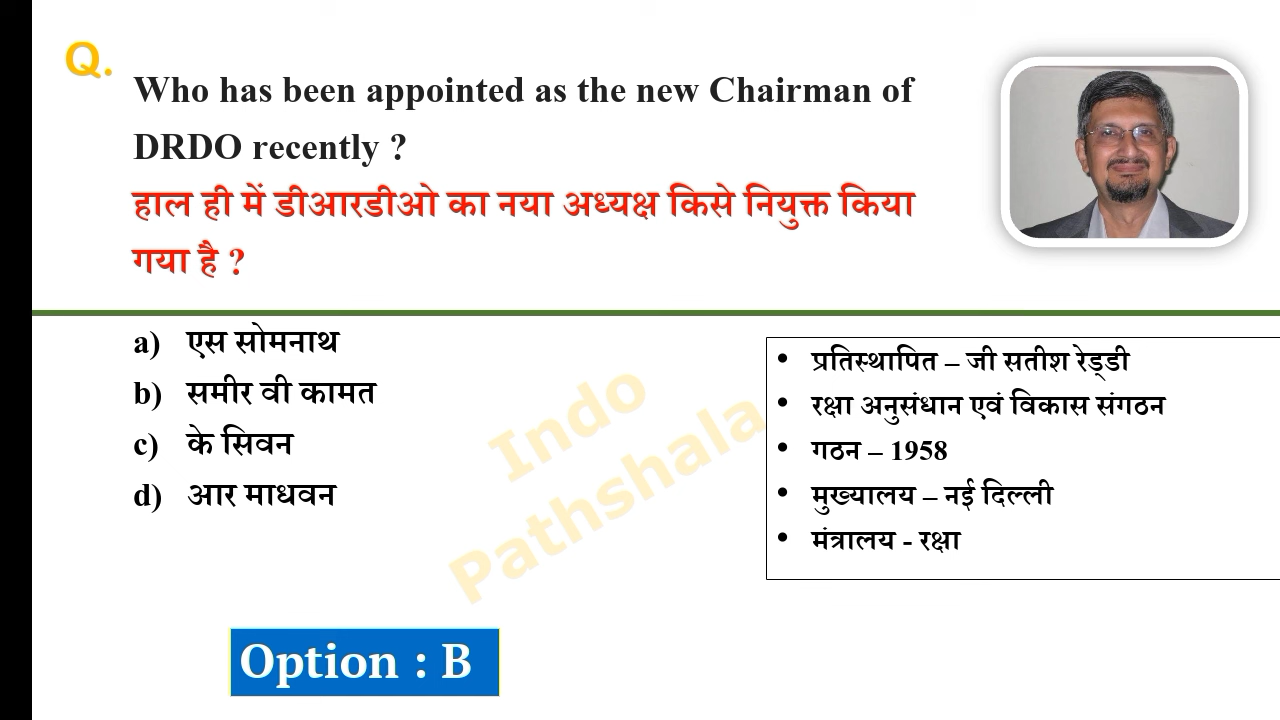 Q.
Who has been appointed as the new Chairman of
DRDO recently ?
हाल ही में डीआरडीओ का नया अध्यक्ष किसे नियुक्त किया
गया है ?
a) एस सोमनाथ
b) समीर वी कामत
c) के सिवन
d) आर माधवन
• प्रतिस्थापित – जी सतीश रेड्डी
• रक्षा अनुसंधान एवं विकास संगठन
• गठन – 1958
• मुख्यालय – नई दिल्ली
• मंत्रालय - रक्षा
Indo
Pathshala
Option : B